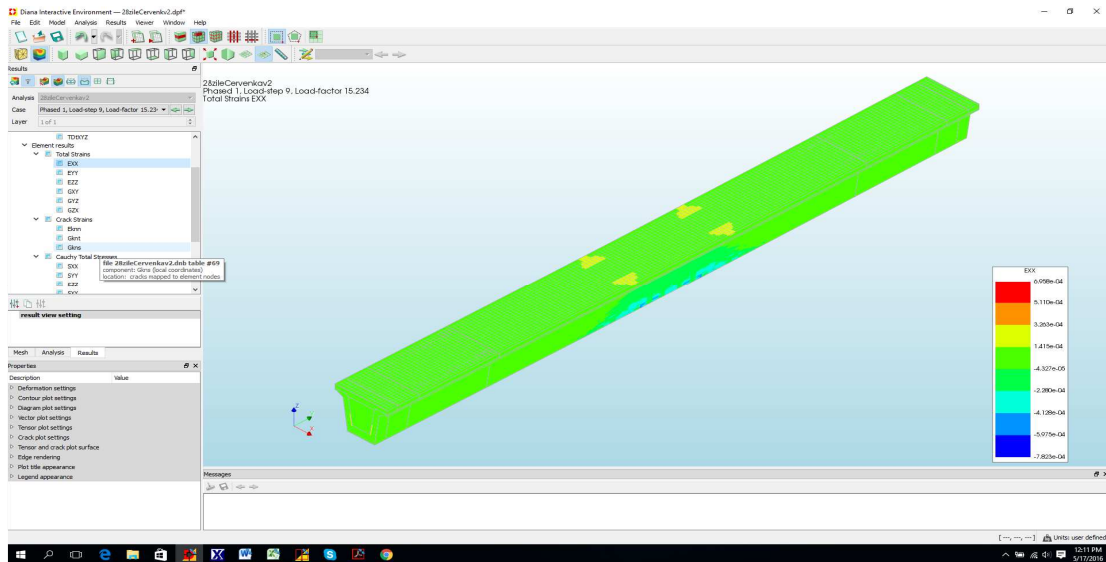 Diana Interactive Environment — 28zileCervenkv2.dpf*
File Edit Model Analysis Results Viewer Window Help
Results
Analysis 28zileCervenkav2
Case Phased 1, Load-step 9, Load-factor 15.23·
Layer 1 of 1
TDtXYZ
Element results
Total Strains
EXX
EYY
EZZ
GXY
GYZ
GZX
Crack Strains
Eknn
Gknt
Gkns
Cauchy Total Stresses
SXX
SYY
EZZ
SXY
file 28zileCervenkav2.dnb table #69
component: Gkns (local coordinates)
location: cracks mapped to element nodes
result view setting
Mesh Analysis Results
Properties
Description Value
Deformation settings
Contour plot settings
Diagram plot settings
Vector plot settings
Tensor plot settings
Crack plot settings
Tensor and crack plot surface
Edge rendering
Plot title appearance
Legend appearance
28zileCervenkav2
Phased 1, Load-step 9, Load-factor 15.234
Total Strains EXX
Z
Y
X
EXX
6.958e-04
5.110e-04
3.263e-04
1.415e-04
-4.327e-05
-2.280e-04
-4.128e-04
-5.975e-04
-7.823e-04
Messages
[ ---, ---, --- ] Units: user defined
12:11 PM
5/17/2016